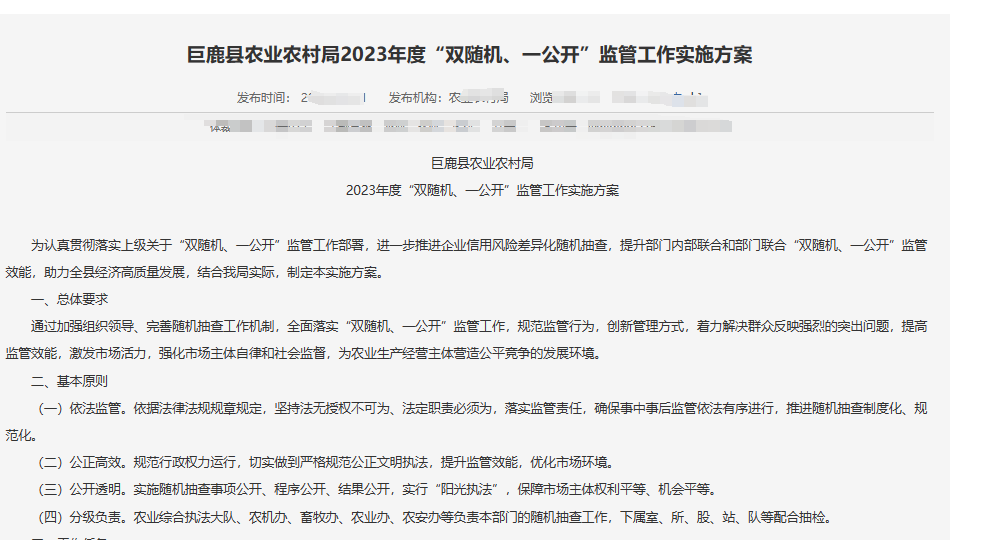 巨鹿县农业农村局2023年度“双随机、一公开”监管工作实施方案
发布时间： 发布机构：农业农村局 浏览
巨鹿县农业农村局
2023年度“双随机、一公开”监管工作实施方案
为认真贯彻落实上级关于“双随机、一公开”监管工作部署，进一步推进企业信用风险差异化随机抽查，提升部门内部联合和部门联合“双随机、一公开”监管
效能，助力全县经济高质量发展，结合我局实际，制定本实施方案。
一、总体要求
通过加强组织领导、完善随机抽查工作机制，全面落实“双随机、一公开”监管工作，规范监管行为，创新管理方式，着力解决群众反映强烈的突出问题，提高
监管效能，激发市场活力，强化市场主体自律和社会监督，为农业生产经营主体营造公平竞争的发展环境。
二、基本原则
（一）依法监管。依据法律法规规章规定，坚持法无授权不可为、法定职责必须为，落实监管责任，确保事中事后监管依法有序进行，推进随机抽查制度化、规
范化。
（二）公正高效。规范行政权力运行，切实做到严格规范公正文明执法，提升监管效能，优化市场环境。
（三）公开透明。实施随机抽查事项公开、程序公开、结果公开，实行“阳光执法”，保障市场主体权利平等、机会平等。
（四）分级负责。农业综合执法大队、农机办、畜牧办、农业办、农安办等负责本部门的随机抽查工作，下属室、所、股、站、队等配合抽检。